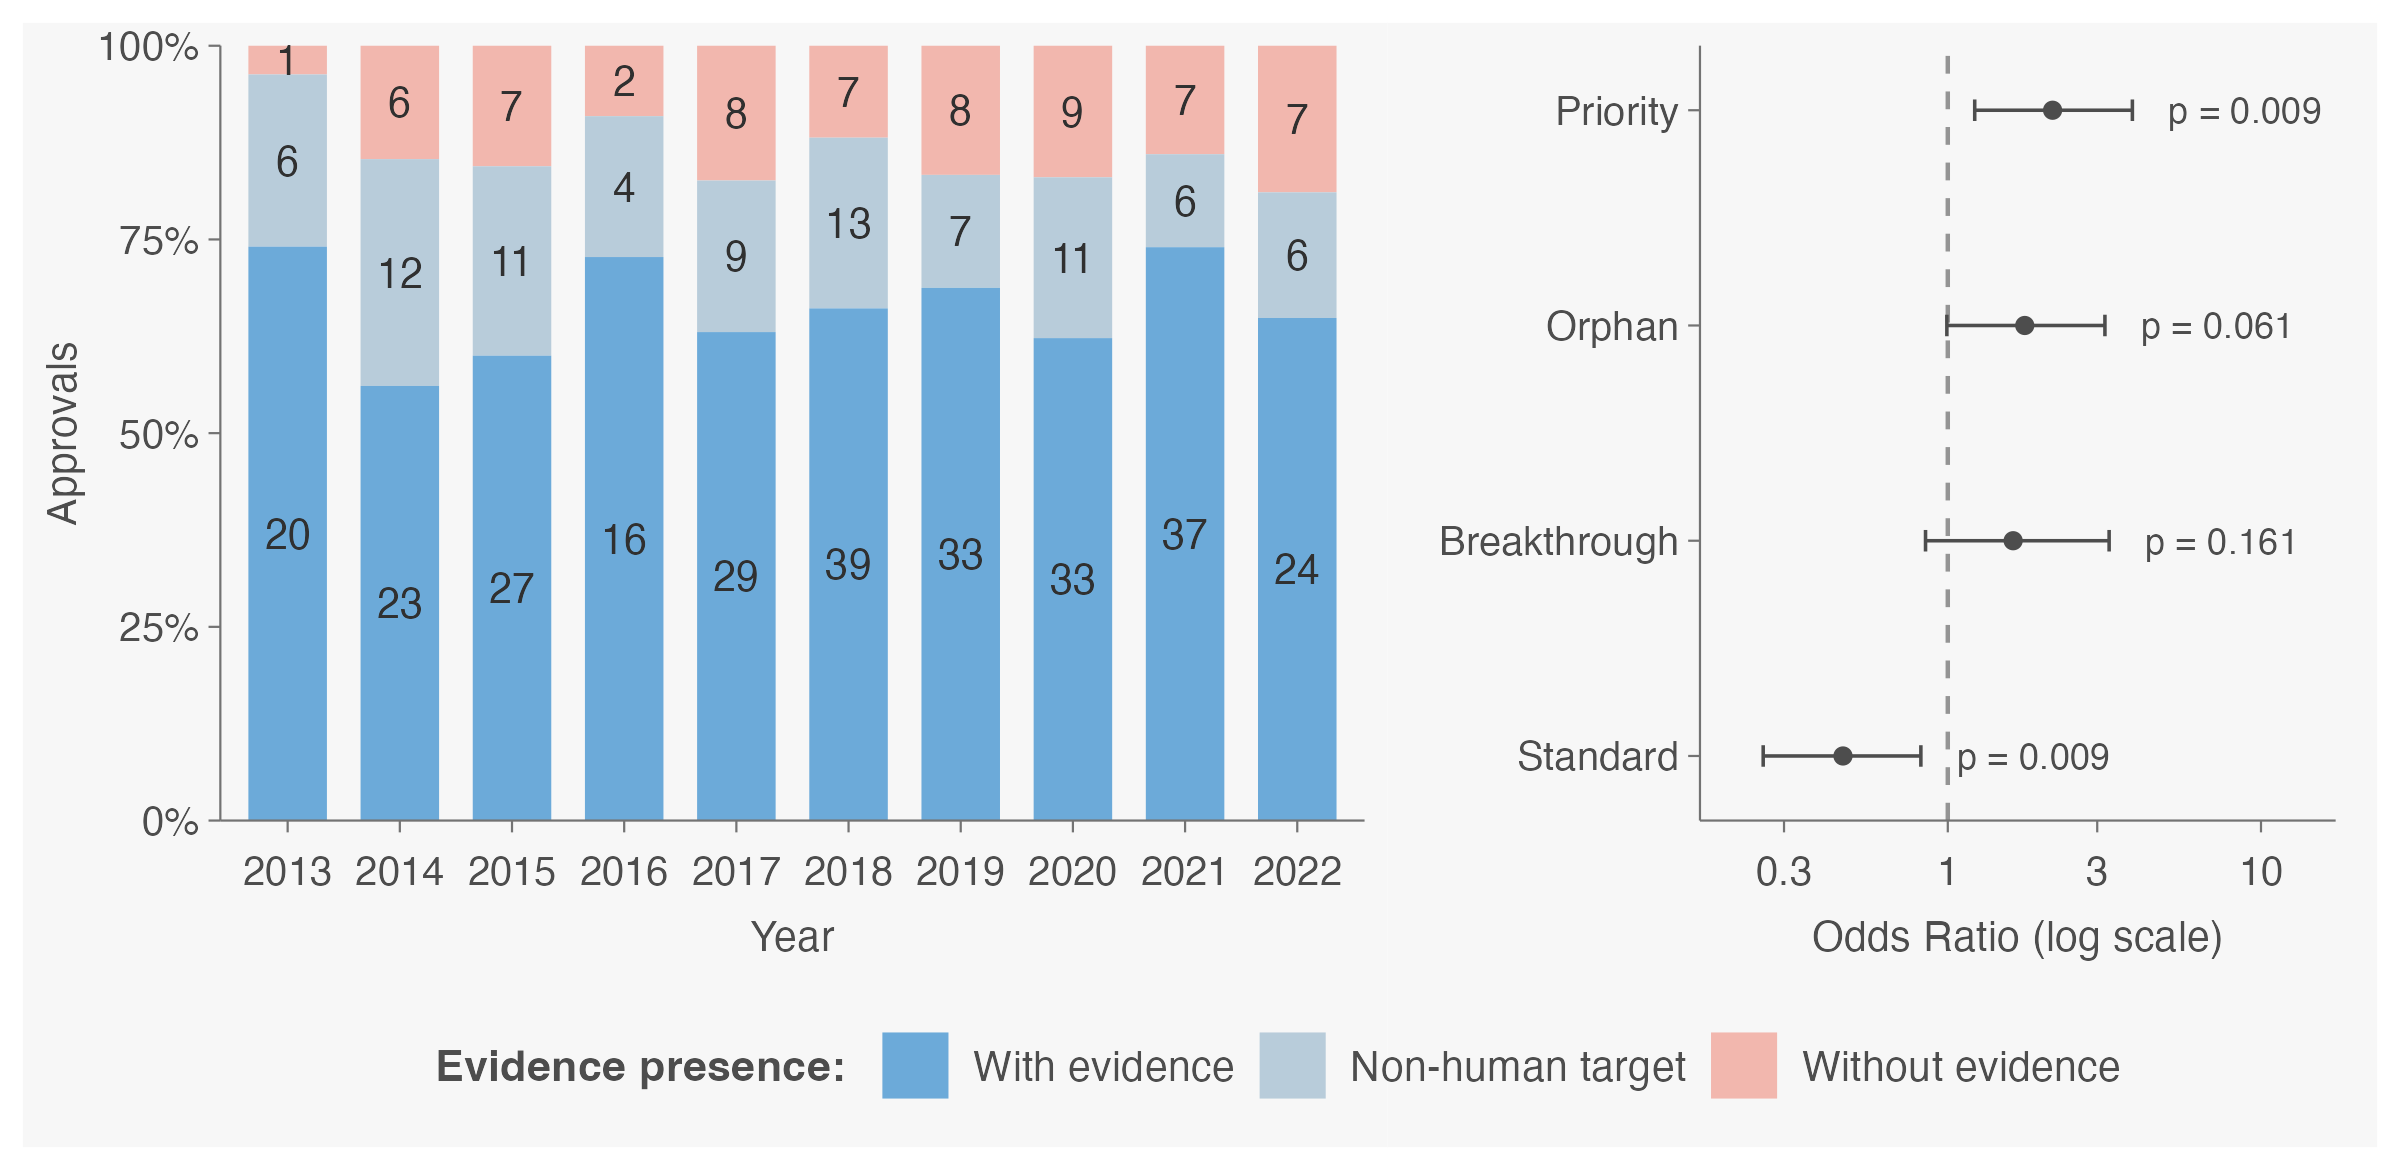 100%
75%
50%
25%
0%
Approvals
1 6 7 2 8 7 8 9 7 7
6 12 11 4 9 13 7 11 6 6
20 23 27 16 29 39 33 33 37 24
2013 2014 2015 2016 2017 2018 2019 2020 2021 2022
Year
Priority p = 0.009
Orphan p = 0.061
Breakthrough p = 0.161
Standard p = 0.009
0.3 1 3 10
Odds Ratio (log scale)
Evidence presence: With evidence Non-human target Without evidence